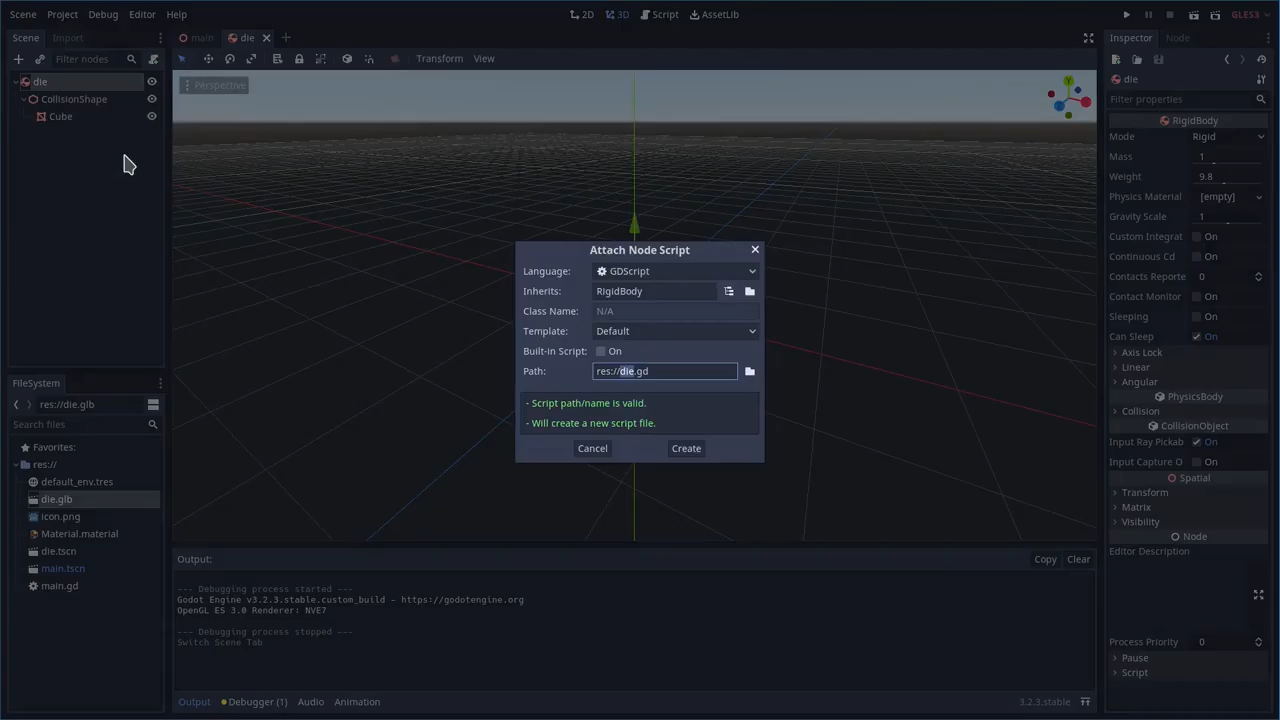 Scene Project Debug Editor Help
2D 3D Script AssetLib
GLES3
Scene Import
main die
Inspector Node
Filter nodes
Transform View
die
die
CollisionShape
Cube
Perspective
Y
Filter properties
RigidBody
Mode Rigid
Mass 1
Weight 9.8
Physics Material [empty]
Gravity Scale 1
Custom Integrat On
Continuous Cd On
Contacts Reporte 0
Contact Monitor On
Sleeping On
Can Sleep On
Axis Lock
Linear
Angular
PhysicsBody
Collision
CollisionObject
Input Ray Pickab On
Input Capture O On
Spatial
Transform
Matrix
Visibility
Node
Editor Description
Process Priority 0
Pause
Script
Attach Node Script
Language: GDScript
Inherits: RigidBody
Class Name: N/A
Template: Default
Built-in Script: On
Path: res://die.gd
- Script path/name is valid.
- Will create a new script file.
Cancel Create
FileSystem
res://die.glb
Search files
Favorites:
res://
default_env.tres
die.glb
icon.png
Material.material
die.tscn
main.tscn
main.gd
Output: Copy Clear
--- Debugging process started ---
Godot Engine v3.2.3.stable.custom_build - https://godotengine.org
OpenGL ES 3.0 Renderer: NVE7
--- Debugging process stopped ---
Switch Scene Tab
Output Debugger (1) Audio Animation 3.2.3.stable